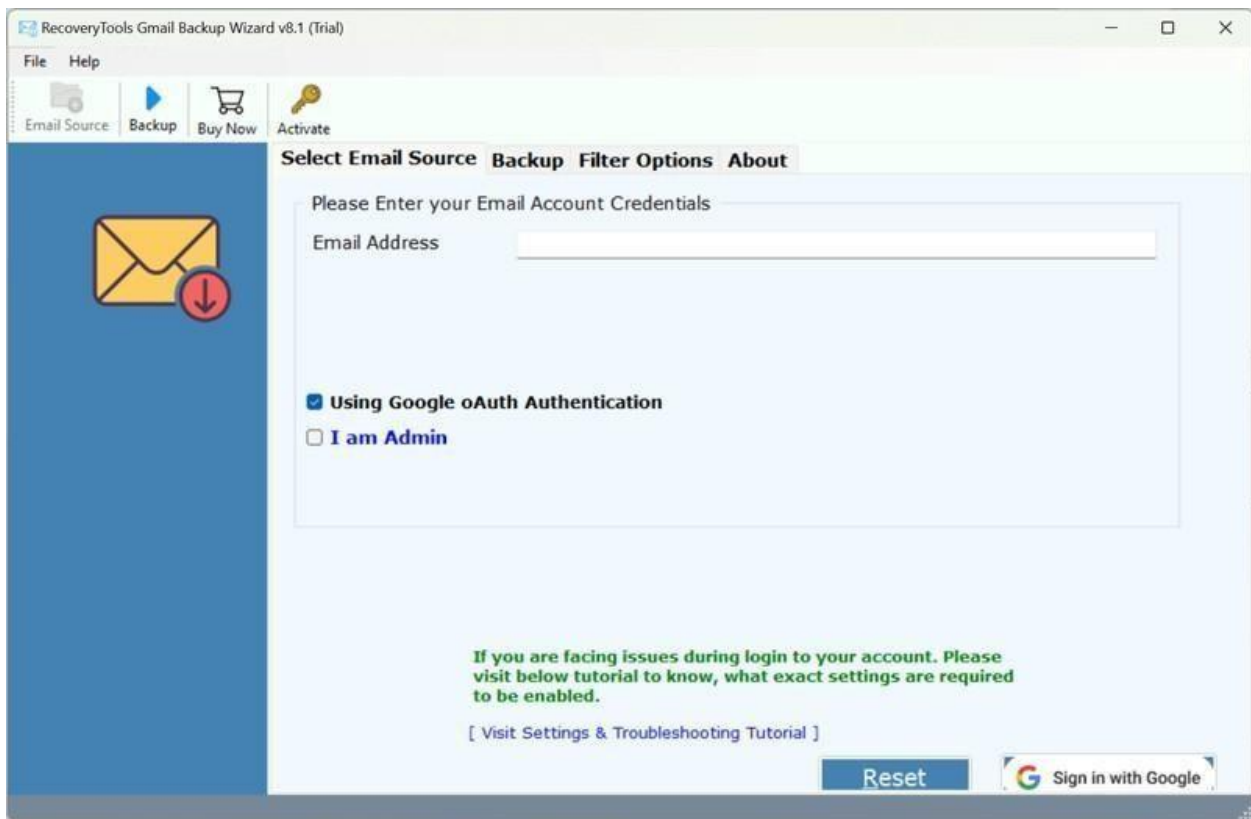 RecoveryTools Gmail Backup Wizard v8.1 (Trial)
File Help
Email Source Backup Buy Now Activate
Select Email Source Backup Filter Options About
Please Enter your Email Account Credentials
Email Address
Using Google oAuth Authentication
I am Admin
If you are facing issues during login to your account. Please
visit below tutorial to know, what exact settings are required
to be enabled.
[ Visit Settings & Troubleshooting Tutorial ]
Reset Sign in with Google